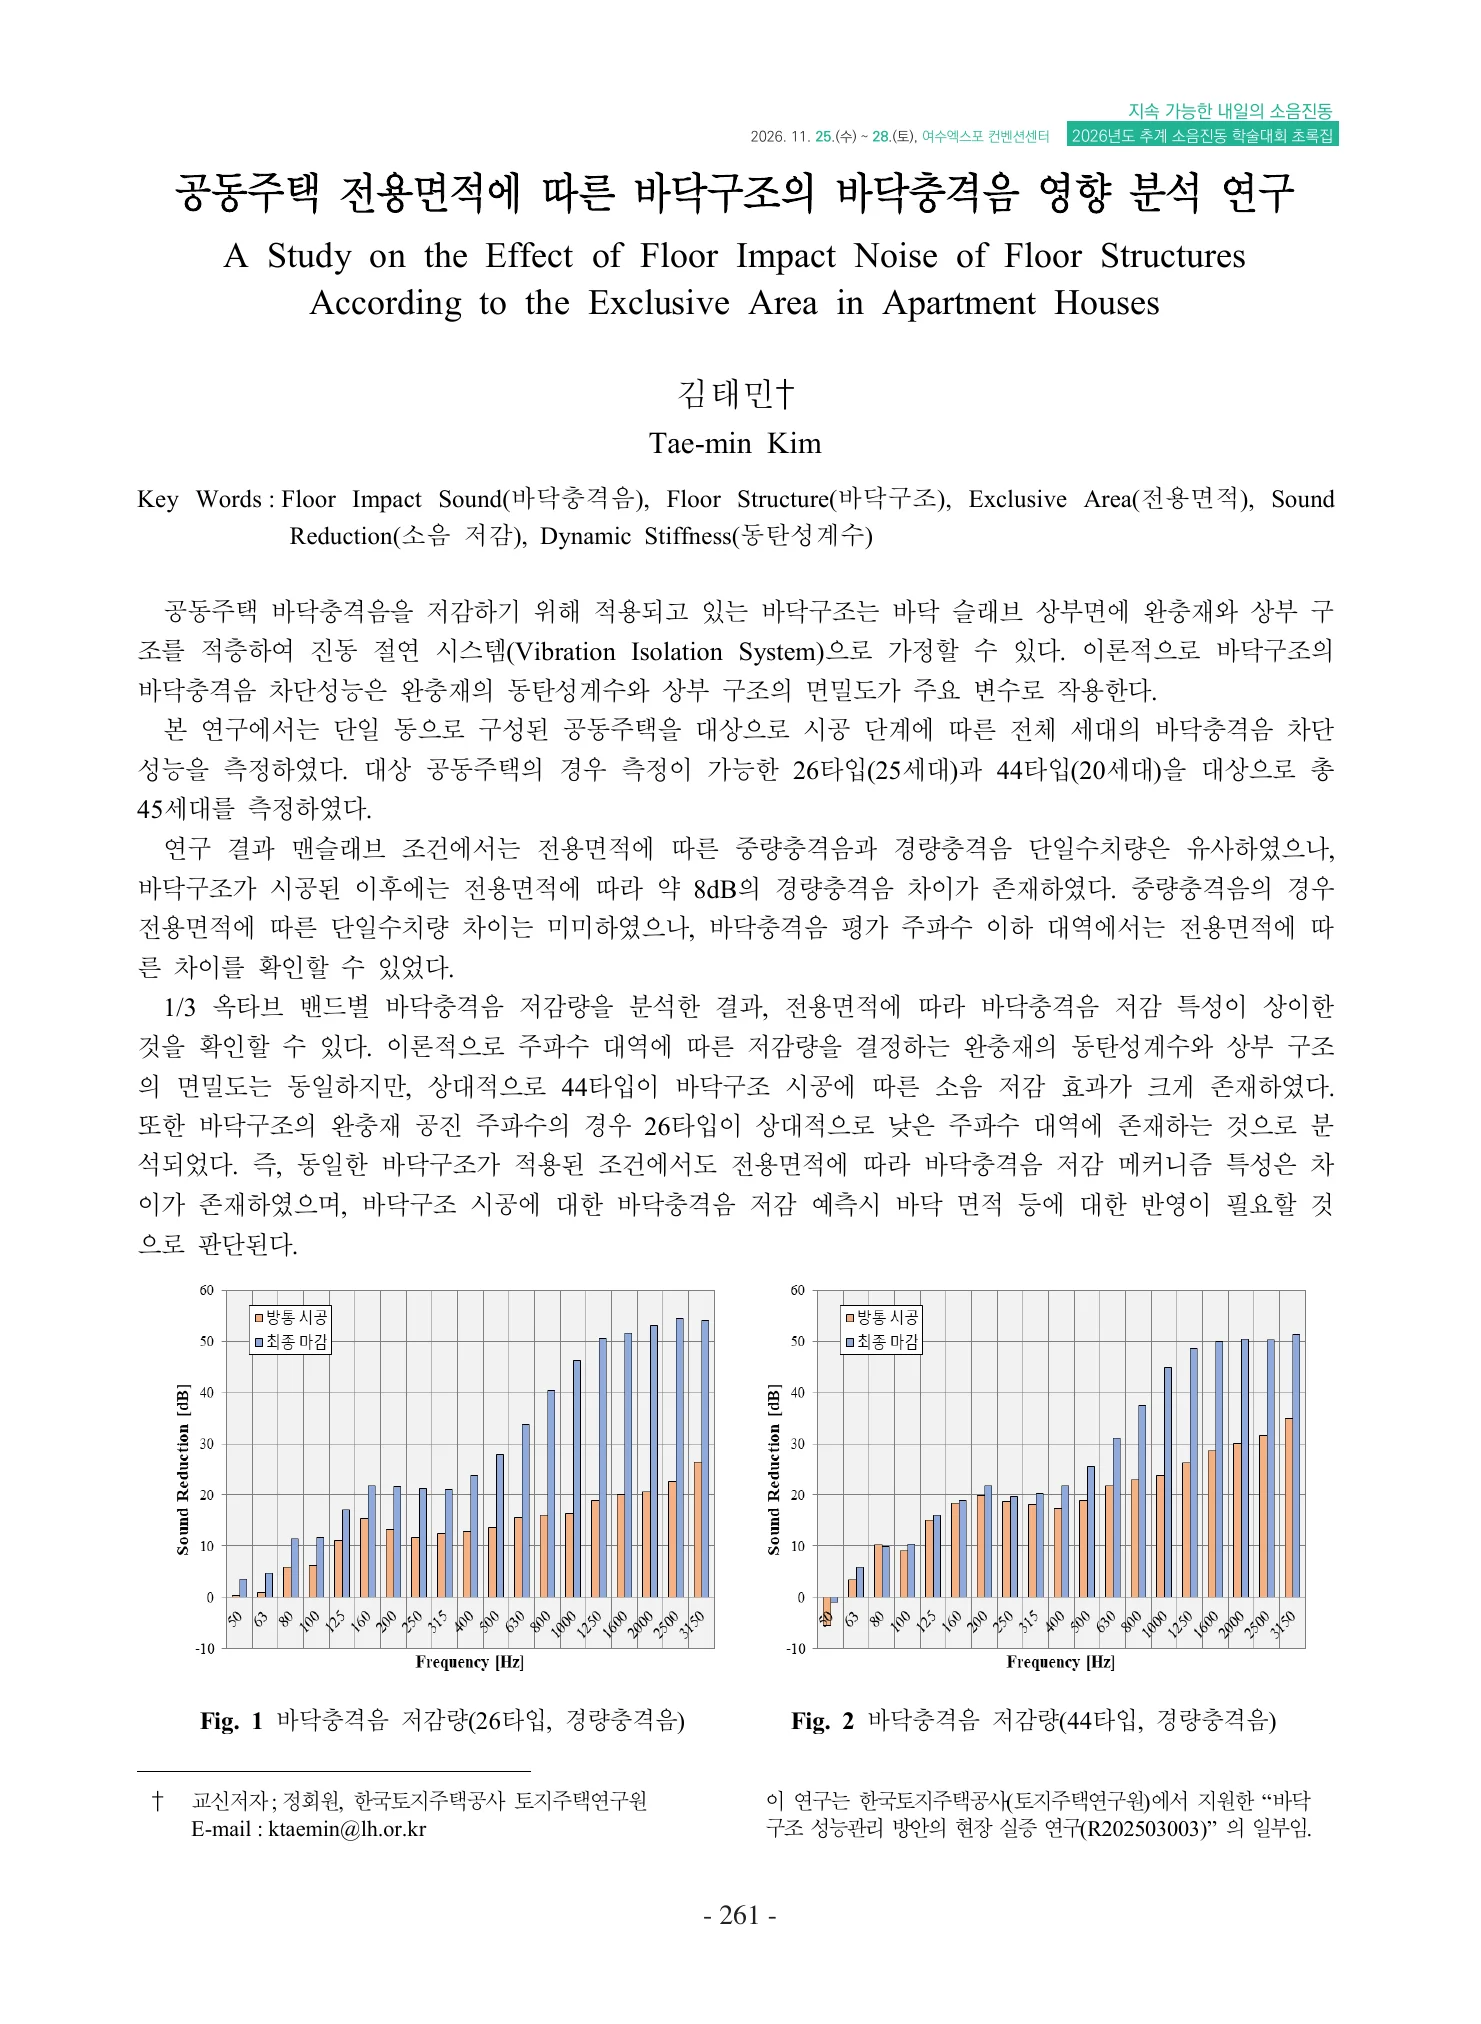 지속 가능한 내일의 소음진동
2026. 11. 25.(수) ~ 28.(토), 여수엑스포 컨벤션센터 2026년도 추계 소음진동 학술대회 초록집
공동주택 전용면적에 따른 바닥구조의 바닥충격음 영향 분석 연구
A Study on the Effect of Floor Impact Noise of Floor Structures
According to the Exclusive Area in Apartment Houses
김태민†
Tae-min Kim
Key Words : Floor Impact Sound(바닥충격음), Floor Structure(바닥구조), Exclusive Area(전용면적), Sound
Reduction(소음 저감), Dynamic Stiffness(동탄성계수)
공동주택 바닥충격음을 저감하기 위해 적용되고 있는 바닥구조는 바닥 슬래브 상부면에 완충재와 상부 구
조를 적층하여 진동 절연 시스템(Vibration Isolation System)으로 가정할 수 있다. 이론적으로 바닥구조의
바닥충격음 차단성능은 완충재의 동탄성계수와 상부 구조의 면밀도가 주요 변수로 작용한다.
본 연구에서는 단일 동으로 구성된 공동주택을 대상으로 시공 단계에 따른 전체 세대의 바닥충격음 차단
성능을 측정하였다. 대상 공동주택의 경우 측정이 가능한 26타입(25세대)과 44타입(20세대)을 대상으로 총
45세대를 측정하였다.
연구 결과 맨슬래브 조건에서는 전용면적에 따른 중량충격음과 경량충격음 단일수치량은 유사하였으나,
바닥구조가 시공된 이후에는 전용면적에 따라 약 8dB의 경량충격음 차이가 존재하였다. 중량충격음의 경우
전용면적에 따른 단일수치량 차이는 미미하였으나, 바닥충격음 평가 주파수 이하 대역에서는 전용면적에 따
른 차이를 확인할 수 있었다.
1/3 옥타브 밴드별 바닥충격음 저감량을 분석한 결과, 전용면적에 따라 바닥충격음 저감 특성이 상이한
것을 확인할 수 있다. 이론적으로 주파수 대역에 따른 저감량을 결정하는 완충재의 동탄성계수와 상부 구조
의 면밀도는 동일하지만, 상대적으로 44타입이 바닥구조 시공에 따른 소음 저감 효과가 크게 존재하였다.
또한 바닥구조의 완충재 공진 주파수의 경우 26타입이 상대적으로 낮은 주파수 대역에 존재하는 것으로 분
석되었다. 즉, 동일한 바닥구조가 적용된 조건에서도 전용면적에 따라 바닥충격음 저감 메커니즘 특성은 차
이가 존재하였으며, 바닥구조 시공에 대한 바닥충격음 저감 예측시 바닥 면적 등에 대한 반영이 필요할 것
으로 판단된다.
60
50
40
30
20
10
0
-10
Sound Reduction [dB]
방통 시공
최종 마감
50 63 80 100 125 160 200 250 315 400 500 630 800 1000 1250 1600 2000 2500 3150
Frequency [Hz]
Fig. 1 바닥충격음 저감량(26타입, 경량충격음)
60
50
40
30
20
10
0
-10
Sound Reduction [dB]
방통 시공
최종 마감
50 63 80 100 125 160 200 250 315 400 500 630 800 1000 1250 1600 2000 2500 3150
Frequency [Hz]
Fig. 2 바닥충격음 저감량(44타입, 경량충격음)
† 교신저자; 정회원, 한국토지주택공사 토지주택연구원
E-mail : ktaemin@lh.or.kr
이 연구는 한국토지주택공사(토지주택연구원)에서 지원한 “바닥
구조 성능관리 방안의 현장 실증 연구(R202503003)” 의 일부임.
- 261 -